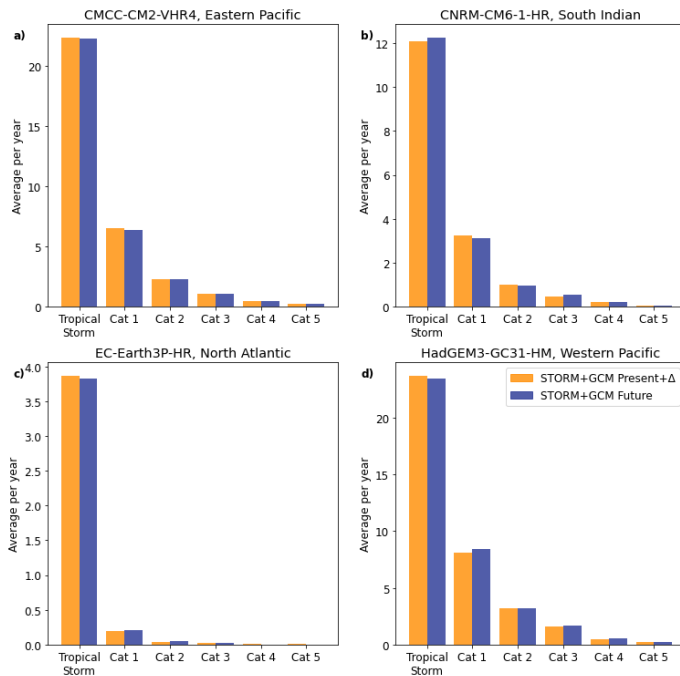 CMCC-CM2-VHR4, Eastern Pacific
a)
Average per year
20
15
10
5
0
Tropical
Storm
Cat 1
Cat 2
Cat 3
Cat 4
Cat 5
CNRM-CM6-1-HR, South Indian
b)
Average per year
12
10
8
6
4
2
0
Tropical
Storm
Cat 1
Cat 2
Cat 3
Cat 4
Cat 5
EC-Earth3P-HR, North Atlantic
c)
Average per year
4.0
3.5
3.0
2.5
2.0
1.5
1.0
0.5
0.0
Tropical
Storm
Cat 1
Cat 2
Cat 3
Cat 4
Cat 5
HadGEM3-GC31-HM, Western Pacific
d)
STORM+GCM Present+Δ
STORM+GCM Future
Average per year
20
15
10
5
0
Tropical
Storm
Cat 1
Cat 2
Cat 3
Cat 4
Cat 5